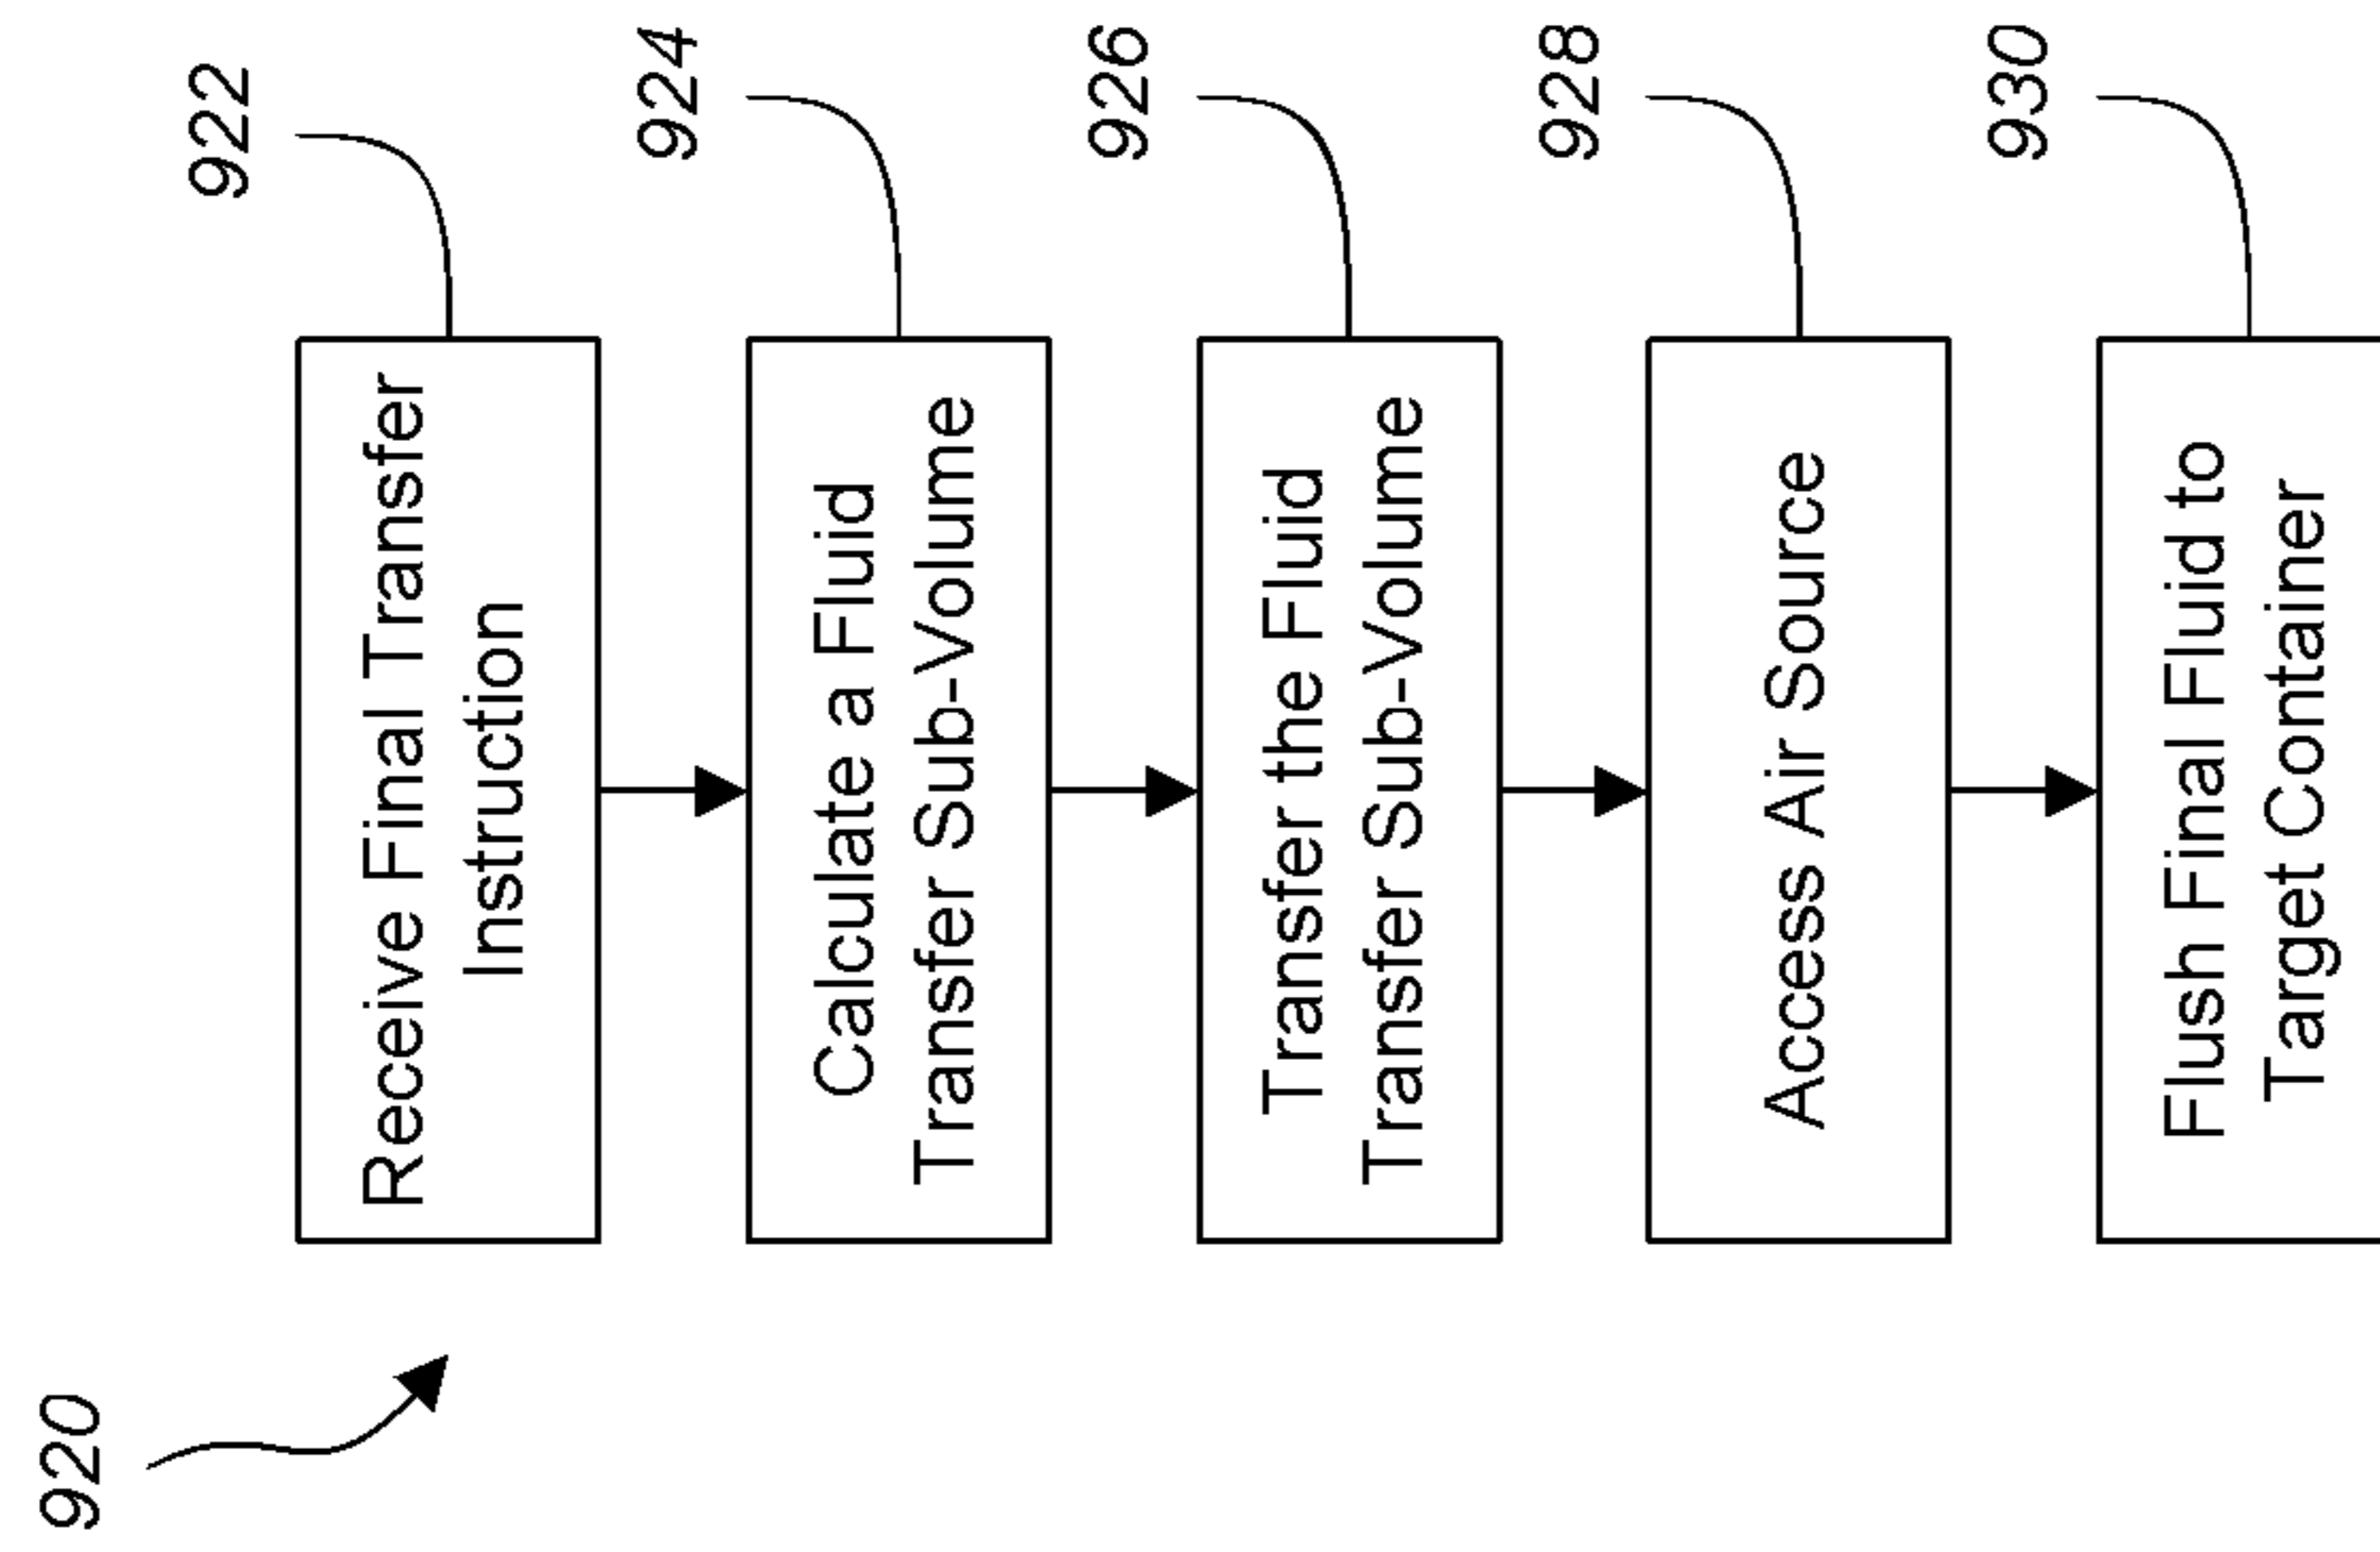 920
922
Receive Final Transfer
Instruction
924
Calculate a Fluid
Transfer Sub-Volume
926
Transfer the Fluid
Transfer Sub-Volume
928
Access Air Source
930
Flush Final Fluid to
Target Container